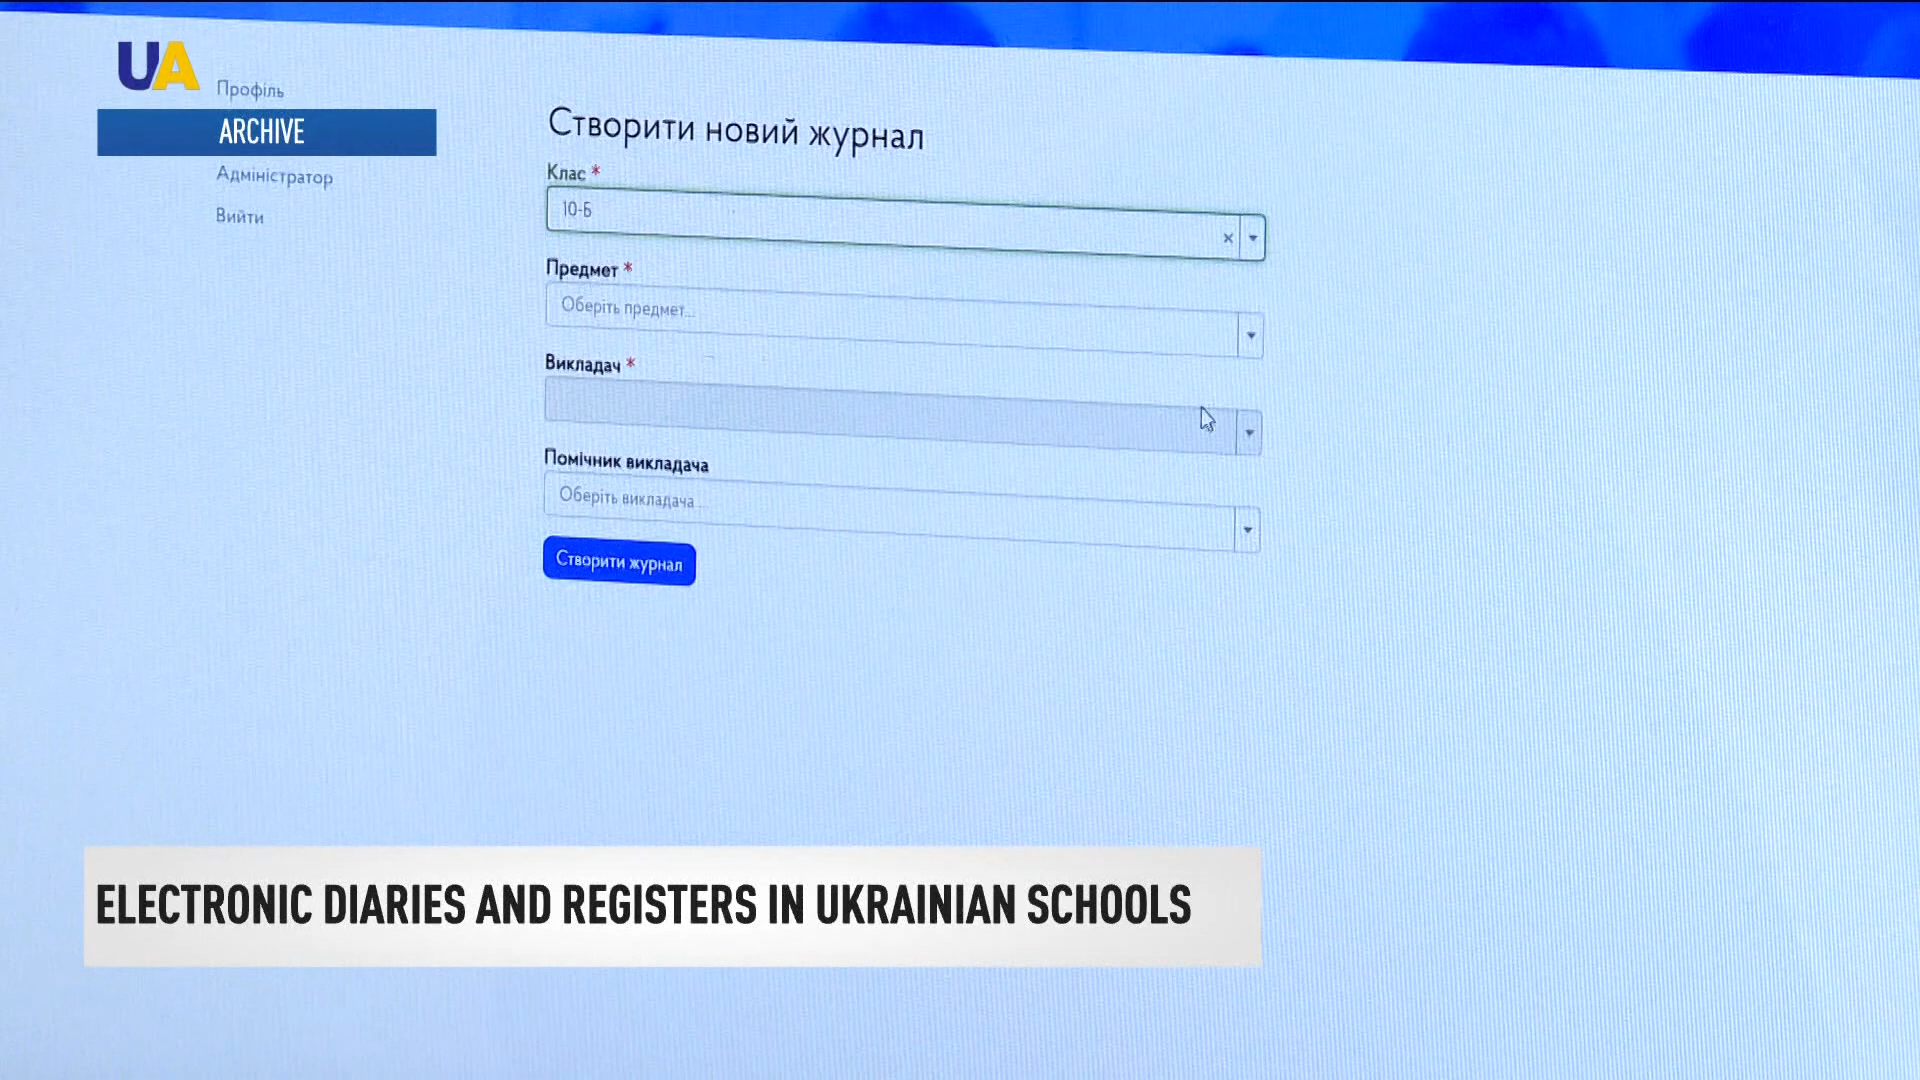 UA
Профіль
ARCHIVE
Адміністратор
Вийти
Створити новий журнал
Клас *
10-Б
×
Предмет *
Оберіть предмет...
Викладач *
Помічник викладача
Оберіть викладача...
Створити журнал
ELECTRONIC DIARIES AND REGISTERS IN UKRAINIAN SCHOOLS